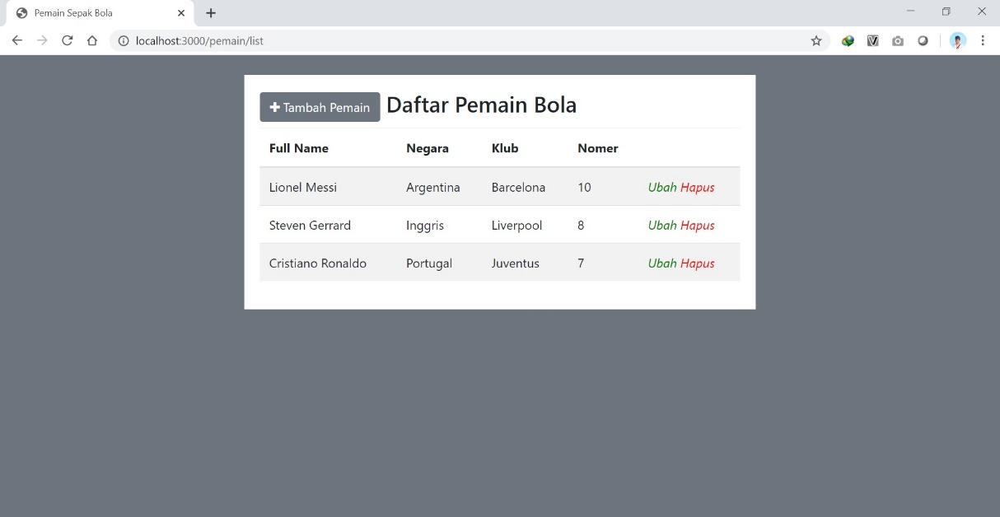 Pemain Sepak Bola
localhost:3000/pemain/list
Tambah Pemain Daftar Pemain Bola
Full Name Negara Klub Nomer
Lionel Messi Argentina Barcelona 10 Ubah Hapus
Steven Gerrard Inggris Liverpool 8 Ubah Hapus
Cristiano Ronaldo Portugal Juventus 7 Ubah Hapus